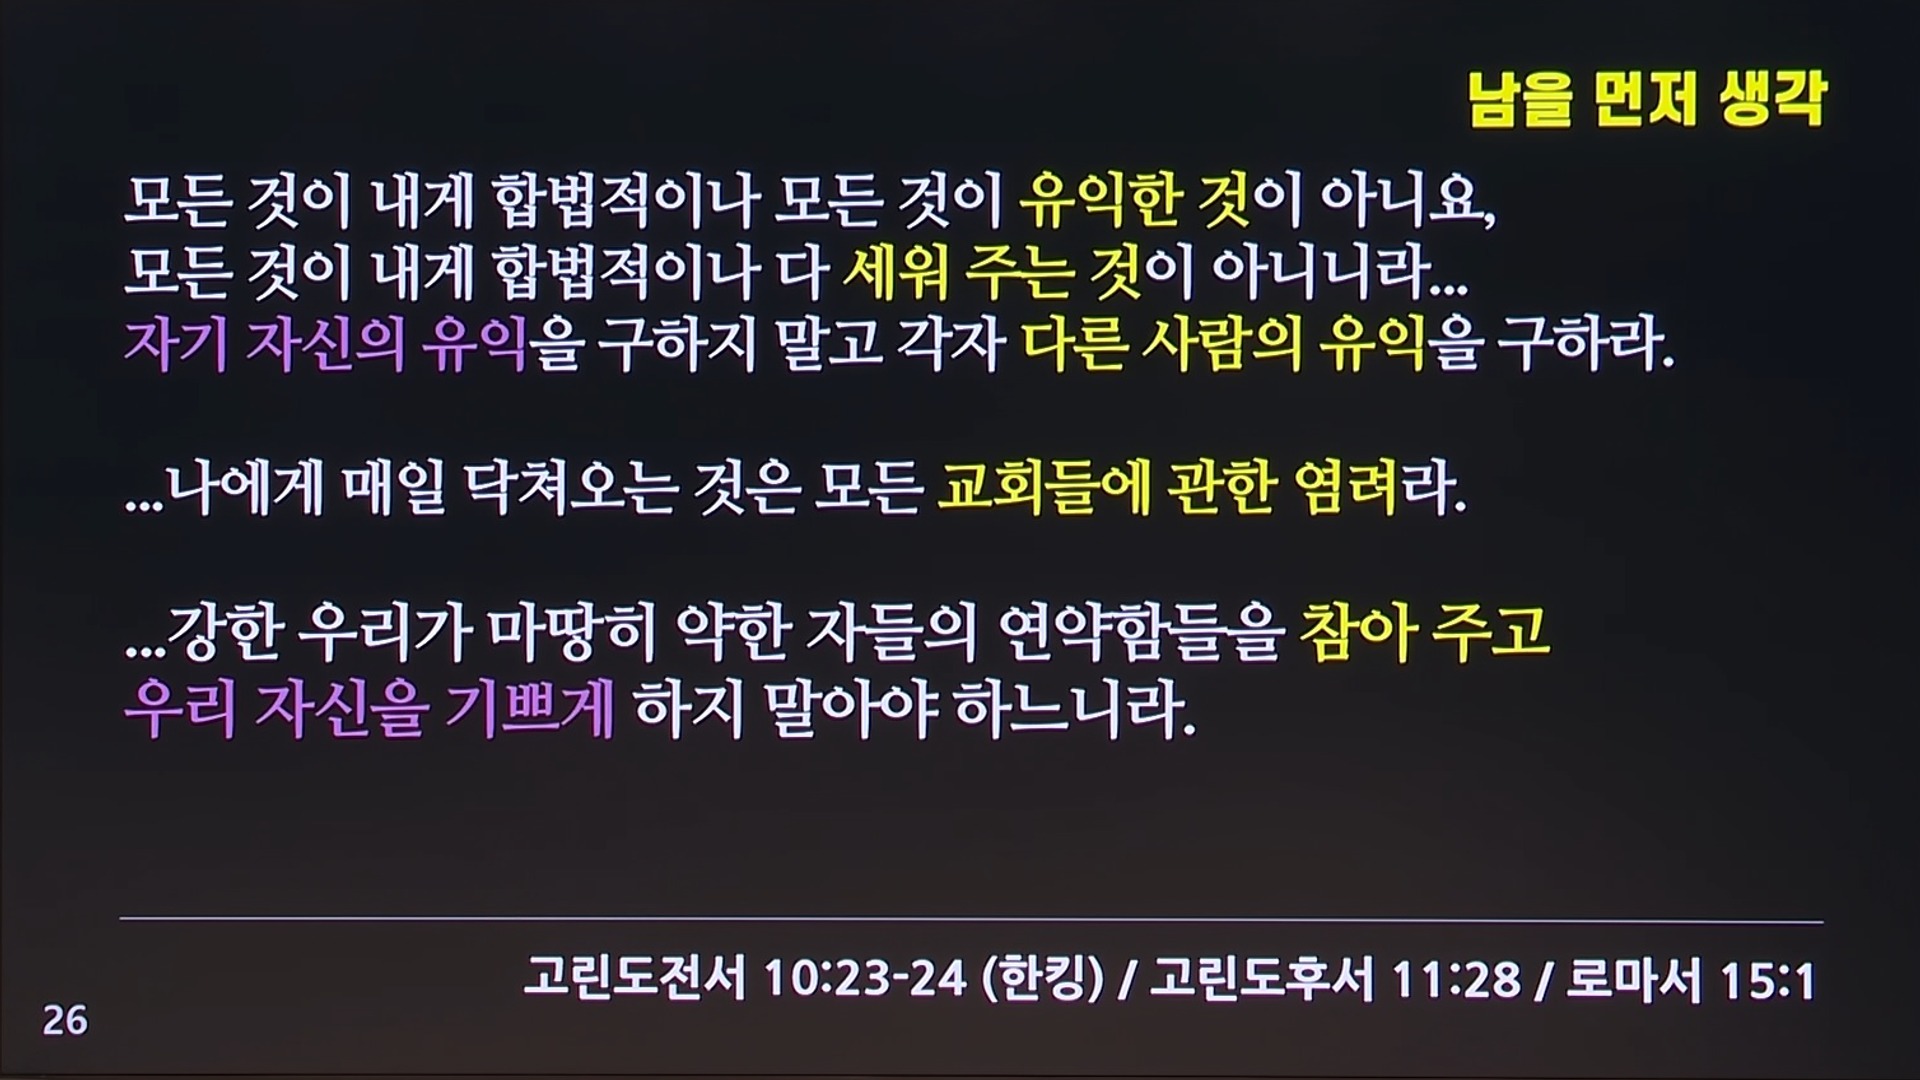 남을 먼저 생각
모든 것이 내게 합법적이나 모든 것이 유익한 것이 아니요,
모든 것이 내게 합법적이나 다 세워 주는 것이 아니니라...
자기 자신의 유익을 구하지 말고 각자 다른 사람의 유익을 구하라.
...나에게 매일 닥쳐오는 것은 모든 교회들에 관한 염려라.
...강한 우리가 마땅히 약한 자들의 연약함들을 참아 주고
우리 자신을 기쁘게 하지 말아야 하느니라.
고린도전서 10:23-24 (한킹) / 고린도후서 11:28 / 로마서 15:1
26